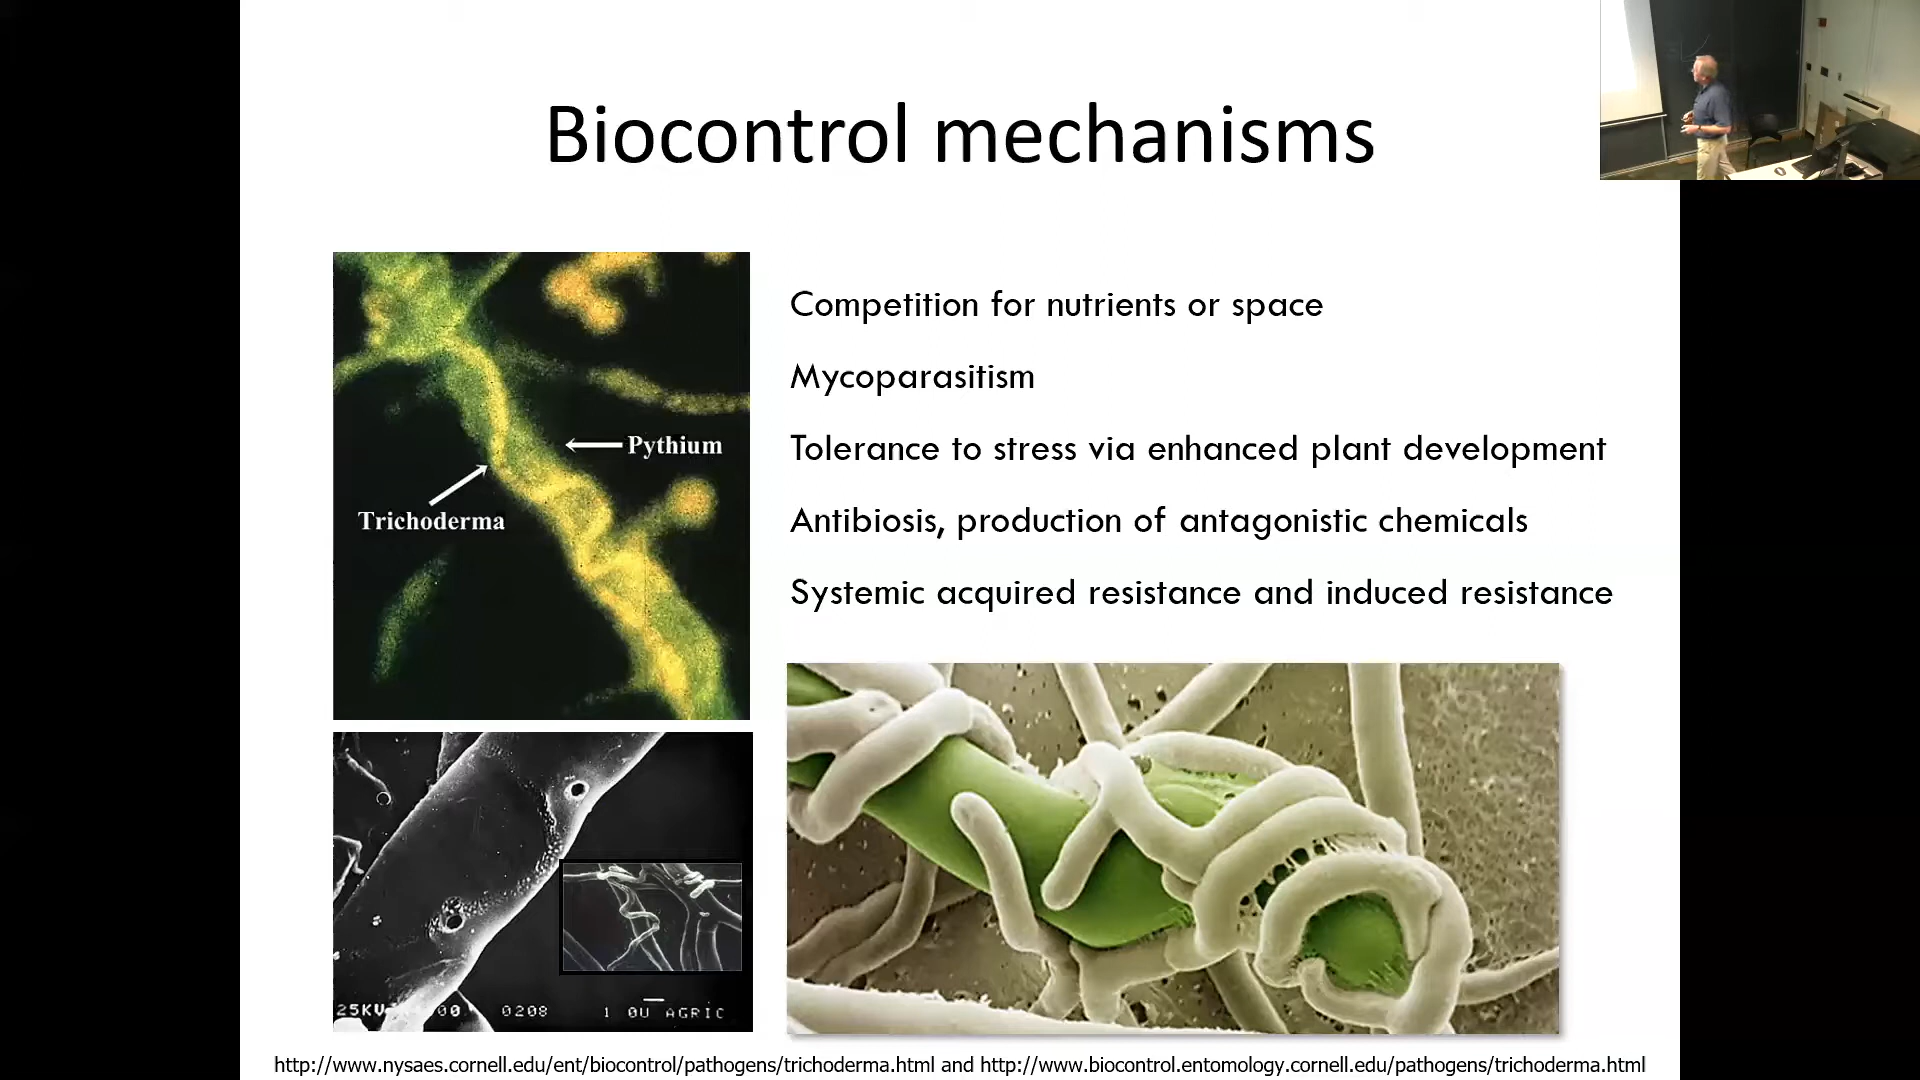 Biocontrol mechanisms
Pythium
Trichoderma
Competition for nutrients or space
Mycoparasitism
Tolerance to stress via enhanced plant development
Antibiosis, production of antagonistic chemicals
Systemic acquired resistance and induced resistance
25KV 0208 1 0U AGRIC
http://www.nysaes.cornell.edu/ent/biocontrol/pathogens/trichoderma.html and http://www.biocontrol.entomology.cornell.edu/pathogens/trichoderma.html